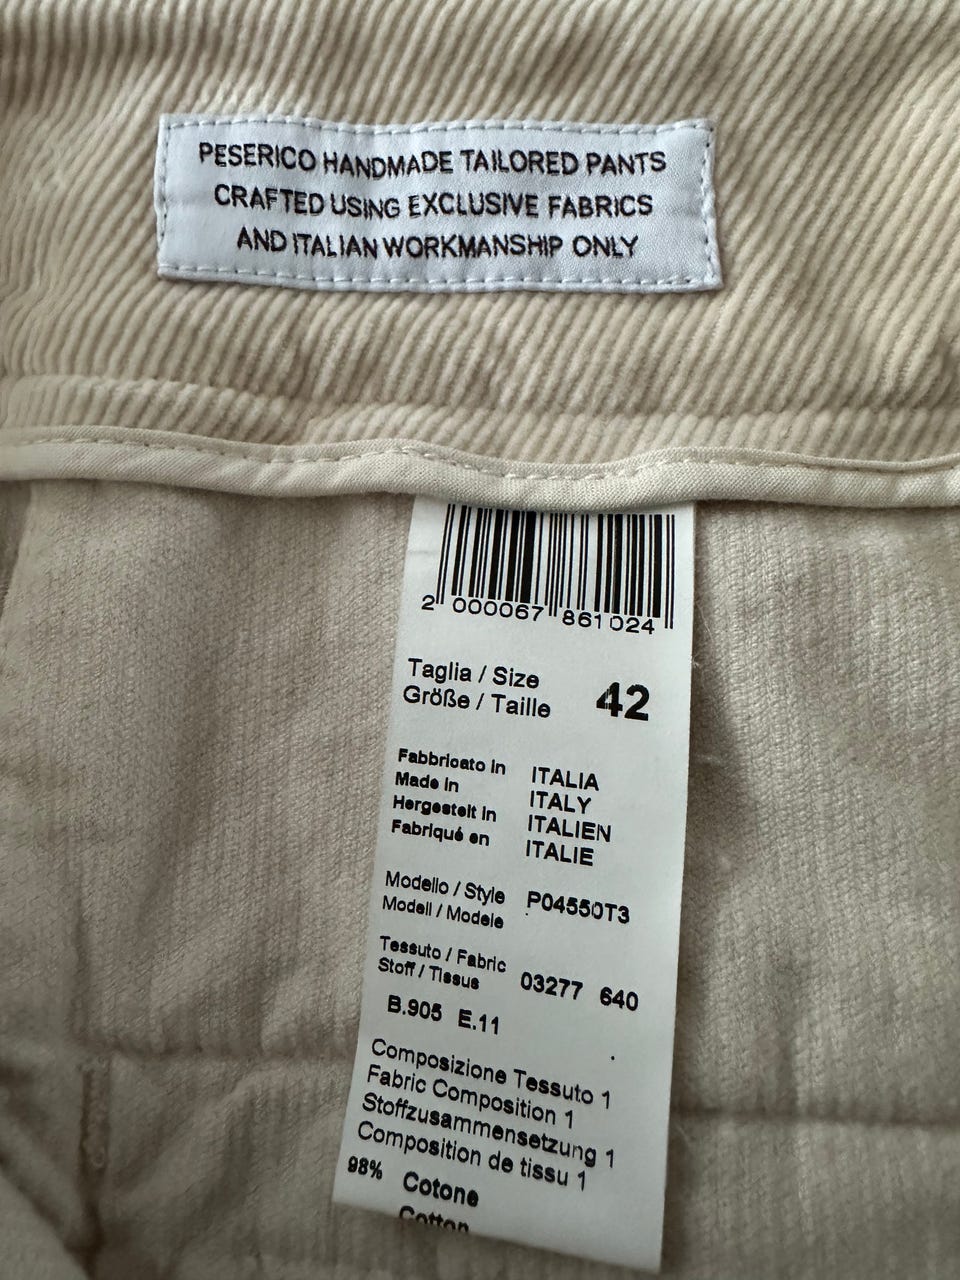 PESERICO HANDMADE TAILORED PANTS
CRAFTED USING EXCLUSIVE FABRICS
AND ITALIAN WORKMANSHIP ONLY
2 000067 861024
Taglia / Size
Größe / Taille 42
Fabbricato in ITALIA
Made in ITALY
Hergestelt in ITALIEN
Fabriqué en ITALIE
Modello / Style P04550T3
Modell / Modele
Tessuto / Fabric 03277 640
Stoff / Tissus
B.905 E.11
Composizione Tessuto 1
Fabric Composition 1
Stoffzusammensetzung 1
Composition de tissu 1
98% Cotone
Cotton